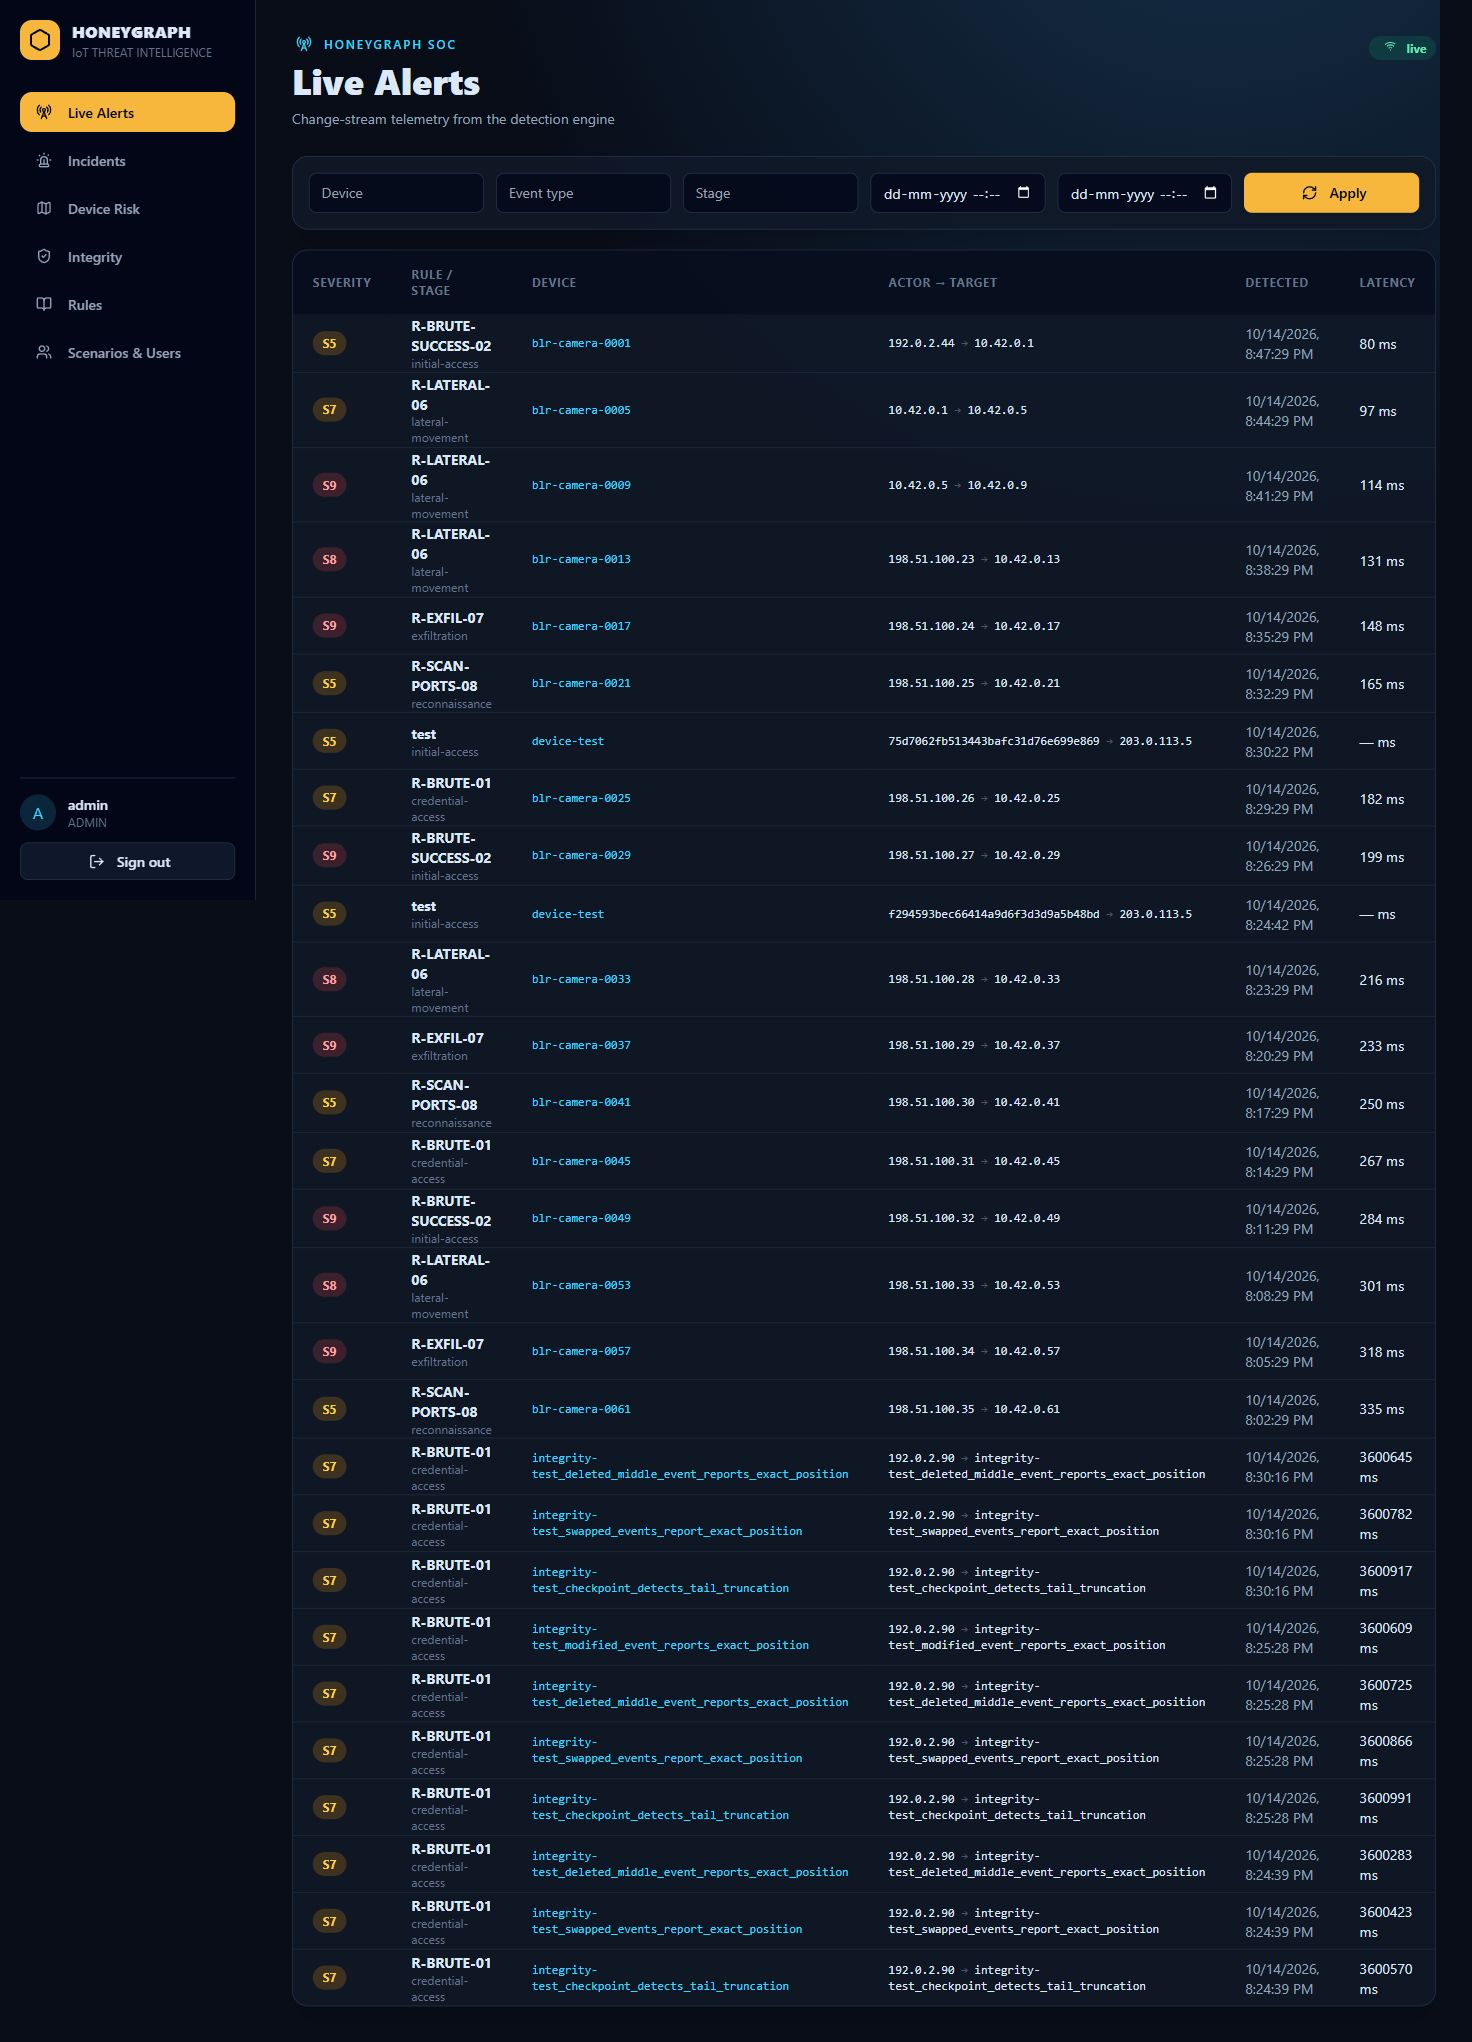 HONEYGRAPH
IoT THREAT INTELLIGENCE
Live Alerts
Incidents
Device Risk
Integrity
Rules
Scenarios & Users
A
admin
ADMIN
Sign out
HONEYGRAPH SOC
live
Live Alerts
Change-stream telemetry from the detection engine
Device
Event type
Stage
dd-mm-yyyy --:--
dd-mm-yyyy --:--
Apply
SEVERITY RULE / STAGE DEVICE ACTOR → TARGET DETECTED LATENCY
S5 R-BRUTE-SUCCESS-02 initial-access blr-camera-0001 192.0.2.44 → 10.42.0.1 10/14/2026, 8:47:29 PM 80 ms
S7 R-LATERAL-06 lateral-movement blr-camera-0005 10.42.0.1 → 10.42.0.5 10/14/2026, 8:44:29 PM 97 ms
S9 R-LATERAL-06 lateral-movement blr-camera-0009 10.42.0.5 → 10.42.0.9 10/14/2026, 8:41:29 PM 114 ms
S8 R-LATERAL-06 lateral-movement blr-camera-0013 198.51.100.23 → 10.42.0.13 10/14/2026, 8:38:29 PM 131 ms
S9 R-EXFIL-07 exfiltration blr-camera-0017 198.51.100.24 → 10.42.0.17 10/14/2026, 8:35:29 PM 148 ms
S5 R-SCAN-PORTS-08 reconnaissance blr-camera-0021 198.51.100.25 → 10.42.0.21 10/14/2026, 8:32:29 PM 165 ms
S5 test initial-access device-test 75d7062fb513443bafc31d76e699e869 → 203.0.113.5 10/14/2026, 8:30:22 PM — ms
S7 R-BRUTE-01 credential-access blr-camera-0025 198.51.100.26 → 10.42.0.25 10/14/2026, 8:29:29 PM 182 ms
S9 R-BRUTE-SUCCESS-02 initial-access blr-camera-0029 198.51.100.27 → 10.42.0.29 10/14/2026, 8:26:29 PM 199 ms
S5 test initial-access device-test f294593bec66414a9d6f3d3d9a5b48bd → 203.0.113.5 10/14/2026, 8:24:42 PM — ms
S8 R-LATERAL-06 lateral-movement blr-camera-0033 198.51.100.28 → 10.42.0.33 10/14/2026, 8:23:29 PM 216 ms
S9 R-EXFIL-07 exfiltration blr-camera-0037 198.51.100.29 → 10.42.0.37 10/14/2026, 8:20:29 PM 233 ms
S5 R-SCAN-PORTS-08 reconnaissance blr-camera-0041 198.51.100.30 → 10.42.0.41 10/14/2026, 8:17:29 PM 250 ms
S7 R-BRUTE-01 credential-access blr-camera-0045 198.51.100.31 → 10.42.0.45 10/14/2026, 8:14:29 PM 267 ms
S9 R-BRUTE-SUCCESS-02 initial-access blr-camera-0049 198.51.100.32 → 10.42.0.49 10/14/2026, 8:11:29 PM 284 ms
S8 R-LATERAL-06 lateral-movement blr-camera-0053 198.51.100.33 → 10.42.0.53 10/14/2026, 8:08:29 PM 301 ms
S9 R-EXFIL-07 exfiltration blr-camera-0057 198.51.100.34 → 10.42.0.57 10/14/2026, 8:05:29 PM 318 ms
S5 R-SCAN-PORTS-08 reconnaissance blr-camera-0061 198.51.100.35 → 10.42.0.61 10/14/2026, 8:02:29 PM 335 ms
S7 R-BRUTE-01 credential-access integrity-test_deleted_middle_event_reports_exact_position 192.0.2.90 → integrity-test_deleted_middle_event_reports_exact_position 10/14/2026, 8:30:16 PM 3600645 ms
S7 R-BRUTE-01 credential-access integrity-test_swapped_events_report_exact_position 192.0.2.90 → integrity-test_swapped_events_report_exact_position 10/14/2026, 8:30:16 PM 3600782 ms
S7 R-BRUTE-01 credential-access integrity-test_checkpoint_detects_tail_truncation 192.0.2.90 → integrity-test_checkpoint_detects_tail_truncation 10/14/2026, 8:30:16 PM 3600917 ms
S7 R-BRUTE-01 credential-access integrity-test_modified_event_reports_exact_position 192.0.2.90 → integrity-test_modified_event_reports_exact_position 10/14/2026, 8:25:28 PM 3600609 ms
S7 R-BRUTE-01 credential-access integrity-test_deleted_middle_event_reports_exact_position 192.0.2.90 → integrity-test_deleted_middle_event_reports_exact_position 10/14/2026, 8:25:28 PM 3600725 ms
S7 R-BRUTE-01 credential-access integrity-test_swapped_events_report_exact_position 192.0.2.90 → integrity-test_swapped_events_report_exact_position 10/14/2026, 8:25:28 PM 3600866 ms
S7 R-BRUTE-01 credential-access integrity-test_checkpoint_detects_tail_truncation 192.0.2.90 → integrity-test_checkpoint_detects_tail_truncation 10/14/2026, 8:25:28 PM 3600991 ms
S7 R-BRUTE-01 credential-access integrity-test_deleted_middle_event_reports_exact_position 192.0.2.90 → integrity-test_deleted_middle_event_reports_exact_position 10/14/2026, 8:24:39 PM 3600283 ms
S7 R-BRUTE-01 credential-access integrity-test_swapped_events_report_exact_position 192.0.2.90 → integrity-test_swapped_events_report_exact_position 10/14/2026, 8:24:39 PM 3600423 ms
S7 R-BRUTE-01 credential-access integrity-test_checkpoint_detects_tail_truncation 192.0.2.90 → integrity-test_checkpoint_detects_tail_truncation 10/14/2026, 8:24:39 PM 3600570 ms